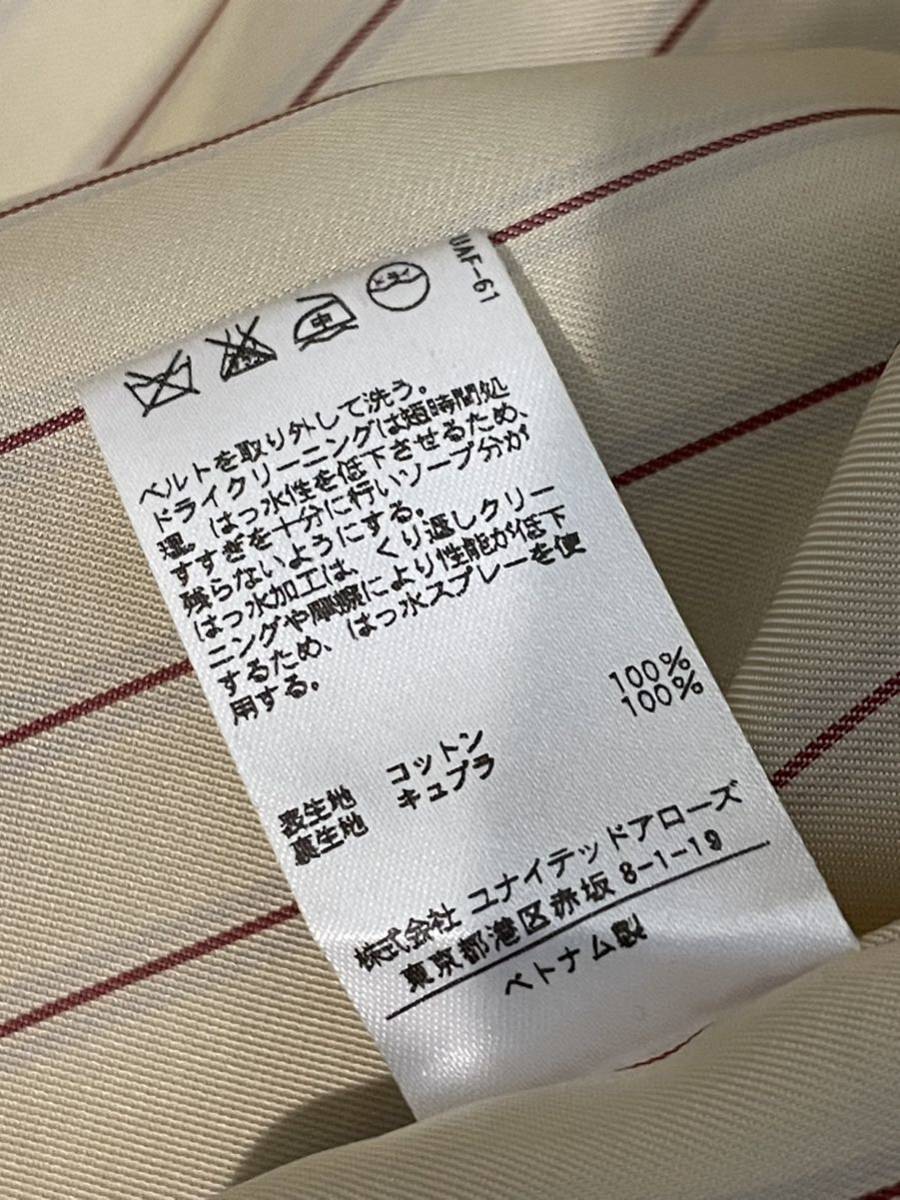 UAF-61
中
ドライ
ベルトを取り外して洗う。
ドライクリーニングは短時間処
理。はっ水性を低下させるため、
すすぎを十分に行いソープ分が
残らないようにする。
はっ水加工は、くり返しクリー
ニングや摩擦により性能が低下
するため、はっ水スプレーを使
用する。
表生地 コットン 100%
裏生地 キュプラ 100%
株式会社 ユナイテッドアローズ
東京都港区赤坂 8-1-19
ベトナム製